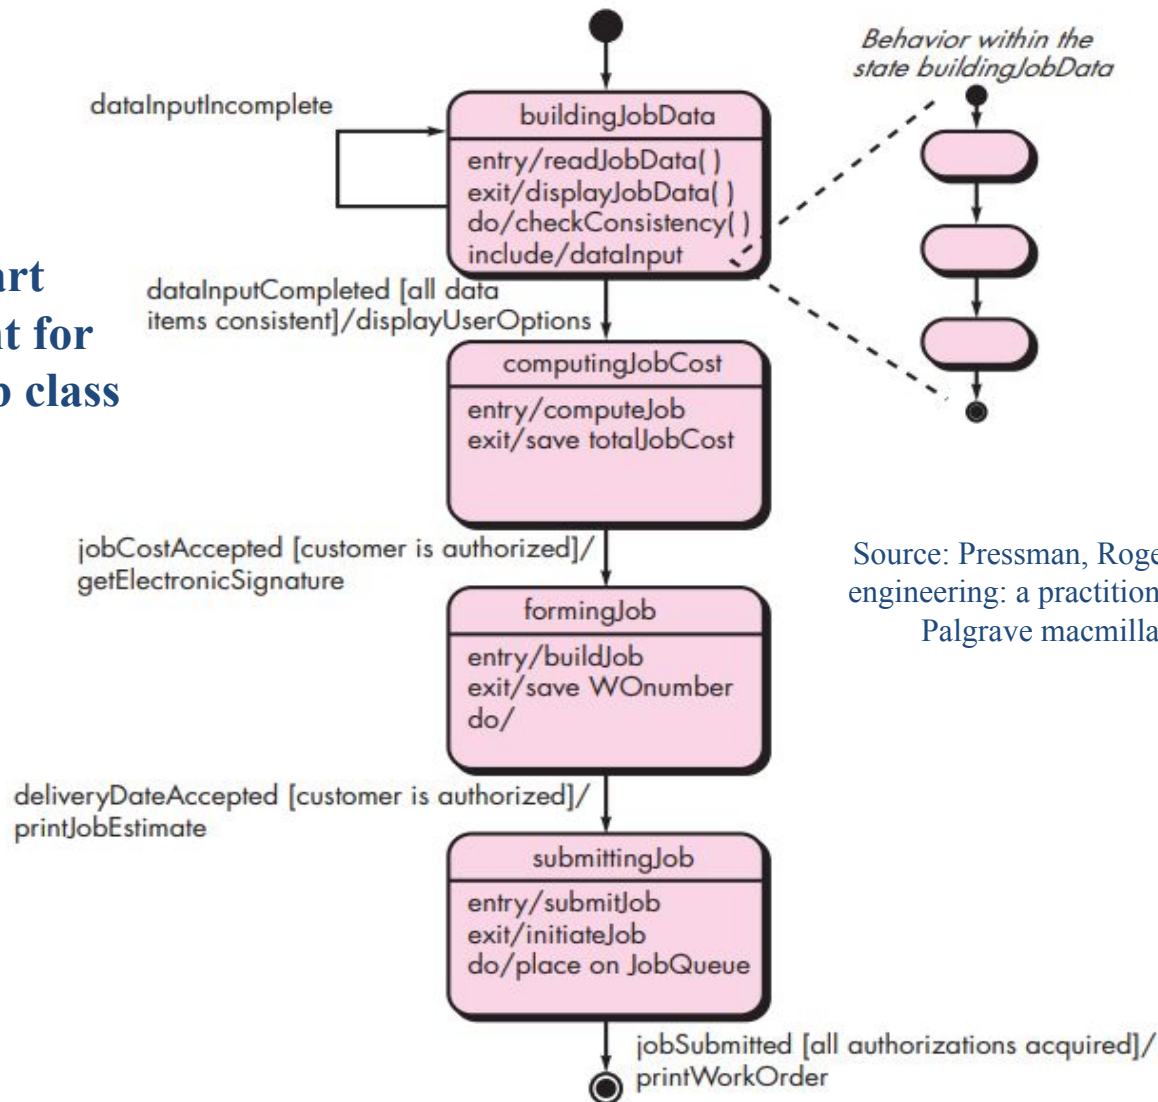 Behavior within the
state buildingJobData
dataInputIncomplete
buildingJobData
entry/readJobData( )
exit/displayJobData( )
do/checkConsistency( )
include/dataInput
art
t for
class
dataInputCompleted [all data
items consistent]/displayUserOptions
computingJobCost
entry/computeJob
exit/save totalJobCost
jobCostAccepted [customer is authorized]/
getElectronicSignature
Source: Pressman, Roge
engineering: a practition
Palgrave macmilla
formingJob
entry/buildJob
exit/save WOnumber
do/
deliveryDateAccepted [customer is authorized]/
printJobEstimate
submittingJob
entry/submitJob
exit/initiateJob
do/place on JobQueue
jobSubmitted [all authorizations acquired]/
printWorkOrder